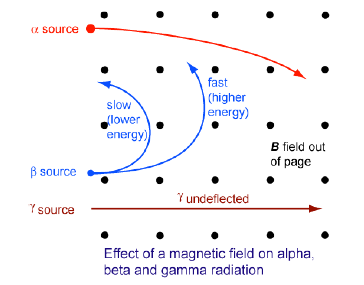 α source
fast
(higher
energy)
slow
(lower
energy)
B field out
of page
β source
γ undeflected
γ source
Effect of a magnetic field on alpha,
beta and gamma radiation